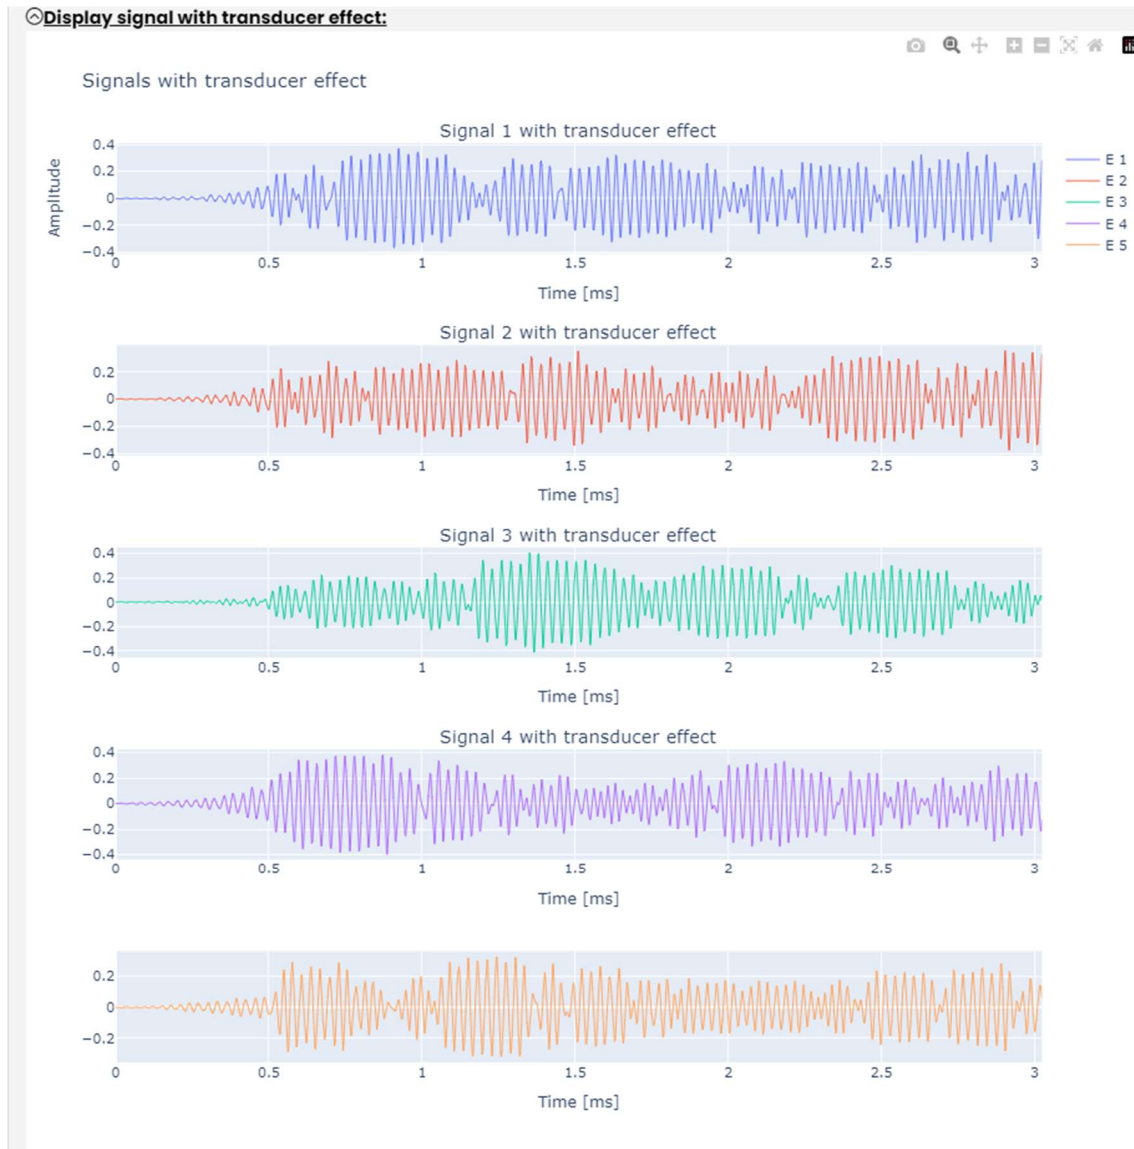 Display signal with transducer effect:
Signals with transducer effect
Signal 1 with transducer effect
Amplitude
0.4
0.2
0
−0.2
−0.4
0 0.5 1 1.5 2 2.5 3
Time [ms]
E 1
E 2
E 3
E 4
E 5
Signal 2 with transducer effect
0.2
0
−0.2
−0.4
0 0.5 1 1.5 2 2.5 3
Time [ms]
Signal 3 with transducer effect
0.4
0.2
0
−0.2
−0.4
0 0.5 1 1.5 2 2.5 3
Time [ms]
Signal 4 with transducer effect
0.4
0.2
0
−0.2
−0.4
0 0.5 1 1.5 2 2.5 3
Time [ms]
0.2
0
−0.2
0 0.5 1 1.5 2 2.5 3
Time [ms]